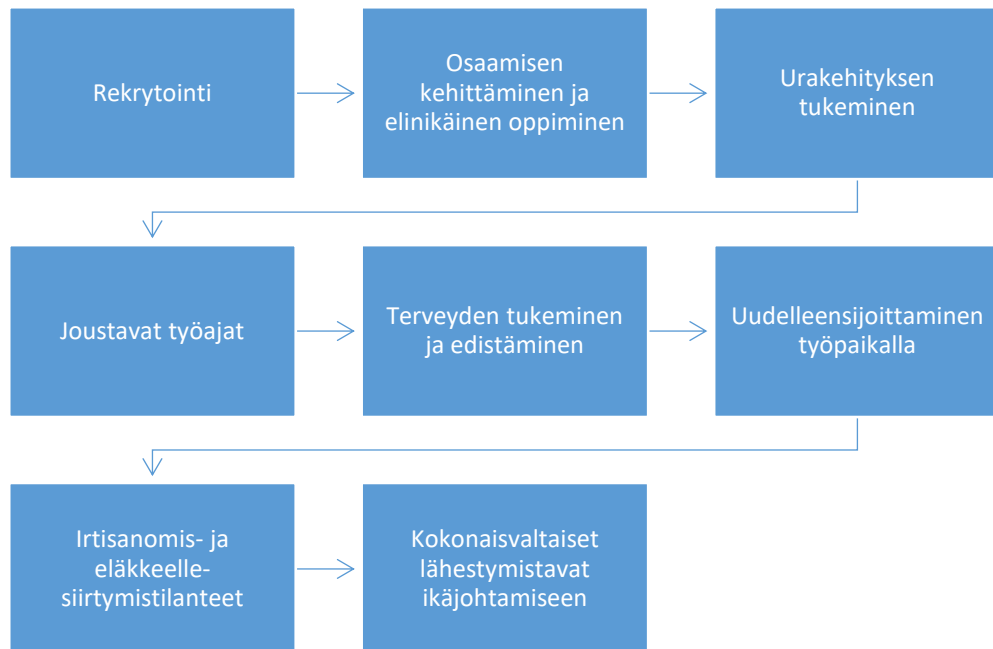 Rekrytointi
Osaamisen
kehittäminen ja
elinikäinen oppiminen
Urakehityksen
tukeminen
Joustavat työajat
Terveyden tukeminen
ja edistäminen
Uudelleensijoittaminen
työpaikalla
Irtisanomis- ja
eläkkeelle-
siirtymistilanteet
Kokonaisvaltaiset
lähestymistavat
ikäjohtamiseen